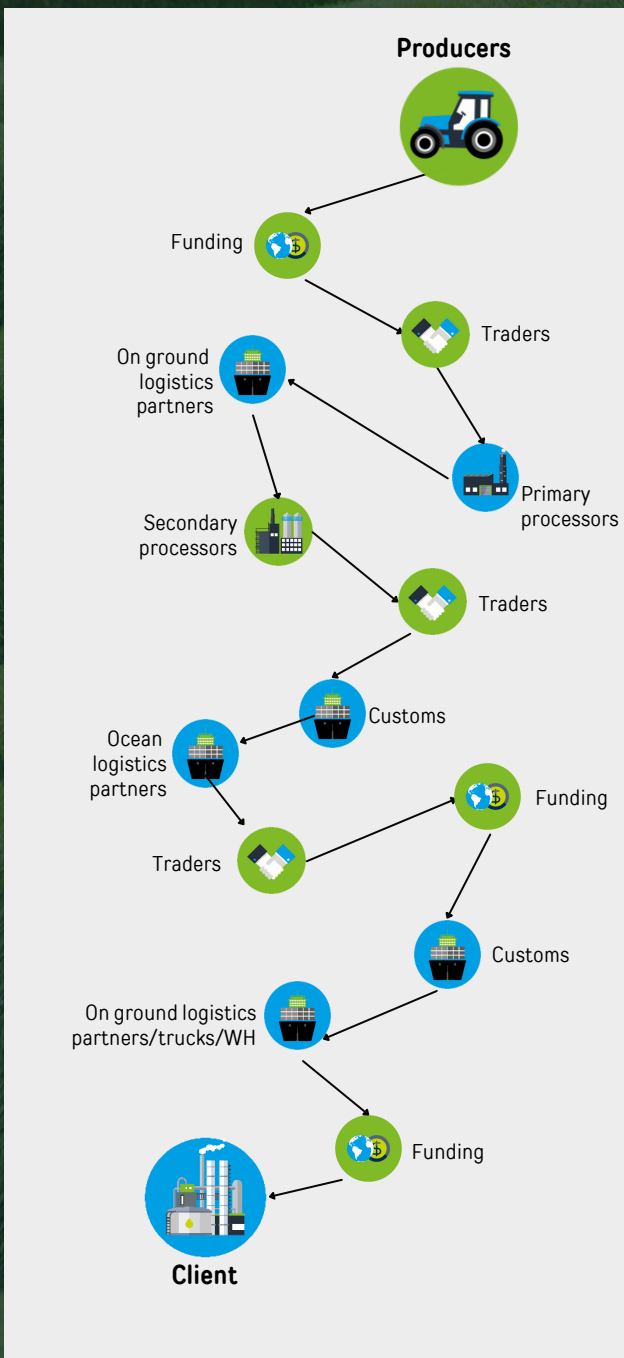 Producers
Funding
Traders
On ground
logistics
partners
Primary
processors
Secondary
processors
Traders
Customs
Ocean
logistics
partners
Funding
Traders
Customs
On ground logistics
partners/trucks/WH
Funding
Client